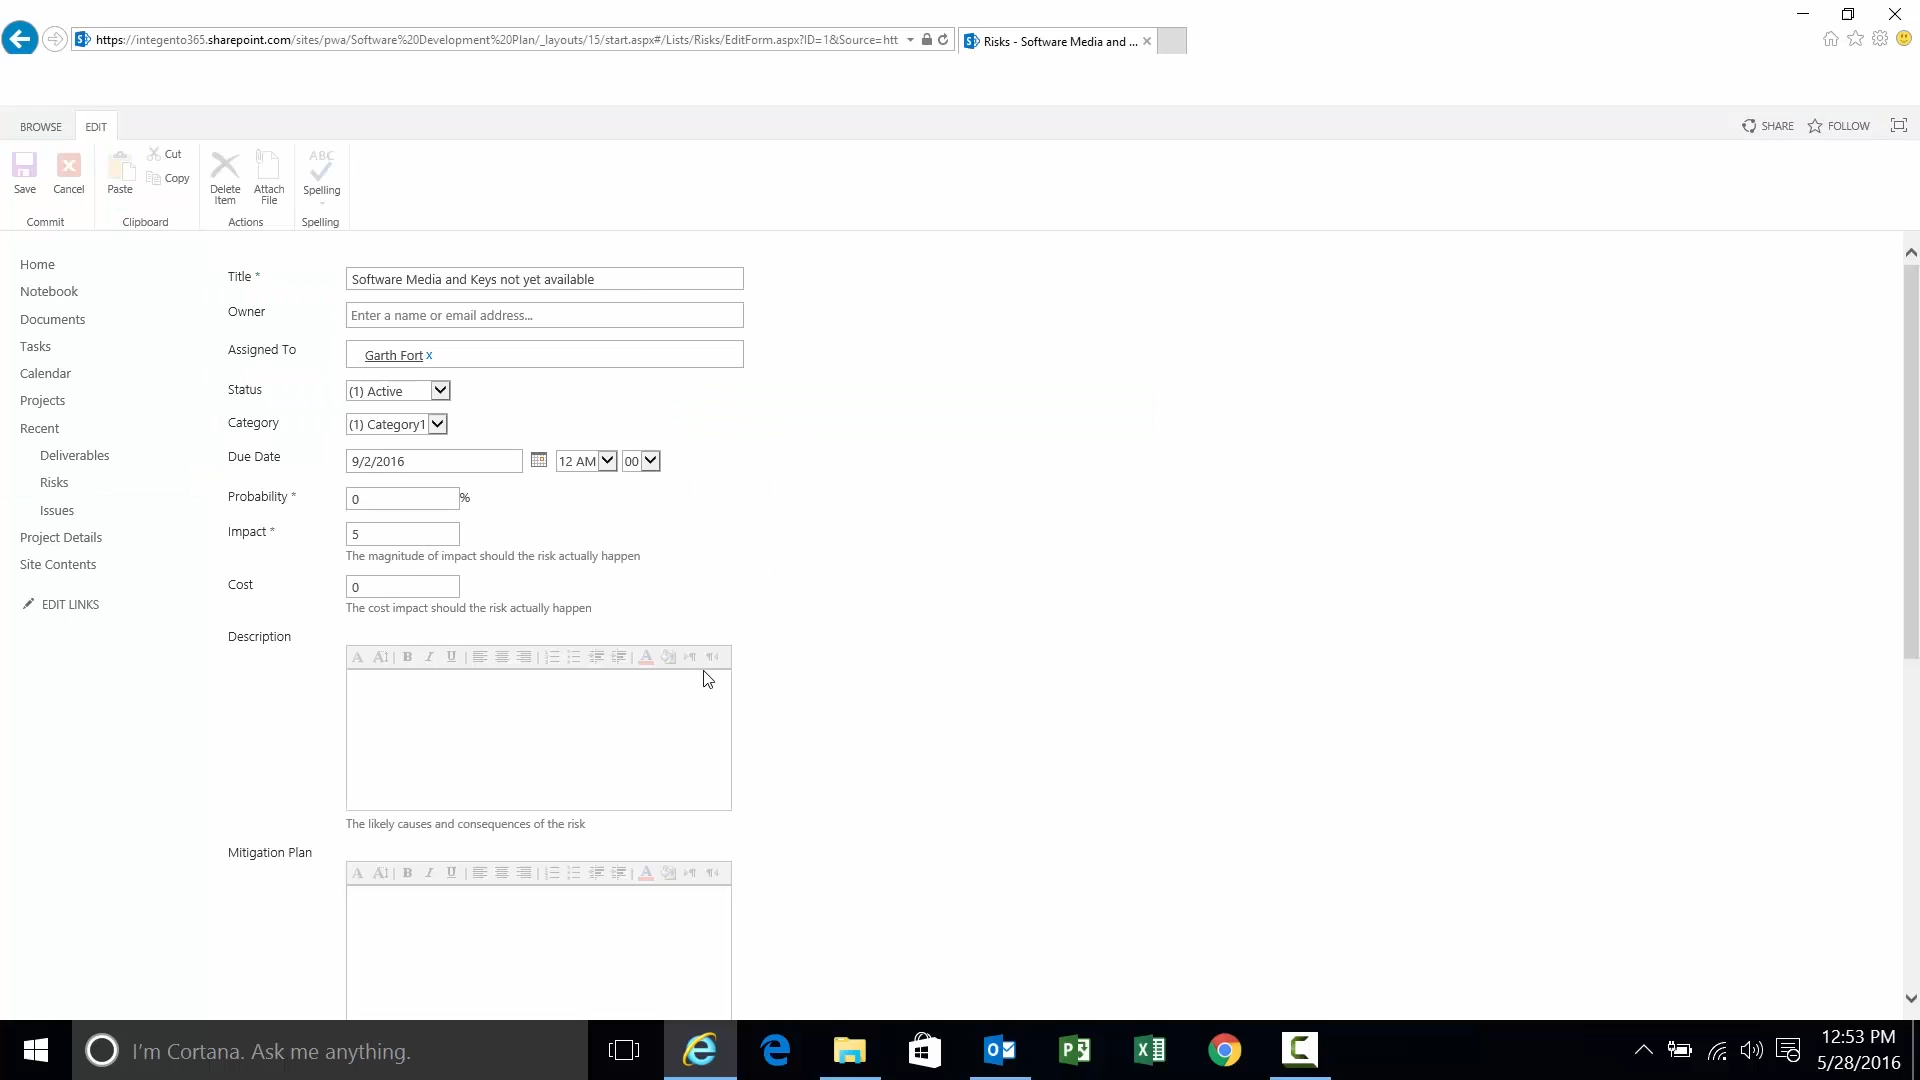 https://integento365.sharepoint.com/sites/pwa/Software%20Development%20Plan/_layouts/15/start.aspx#/Lists/Risks/EditForm.aspx?ID=1&Source=htt
Risks - Software Media and ...
BROWSE
EDIT
SHARE
FOLLOW
Save
Cancel
Commit
Paste
Cut
Copy
Clipboard
Delete Item
Attach File
Actions
ABC
Spelling
Spelling
Home
Notebook
Documents
Tasks
Calendar
Projects
Recent
Deliverables
Risks
Issues
Project Details
Site Contents
EDIT LINKS
Title * Software Media and Keys not yet available
Owner Enter a name or email address...
Assigned To Garth Fort x
Status (1) Active
Category (1) Category1
Due Date 9/2/2016 12 AM 00
Probability * 0 %
Impact * 5
The magnitude of impact should the risk actually happen
Cost 0
The cost impact should the risk actually happen
Description
The likely causes and consequences of the risk
Mitigation Plan
I'm Cortana. Ask me anything.
12:53 PM
5/28/2016